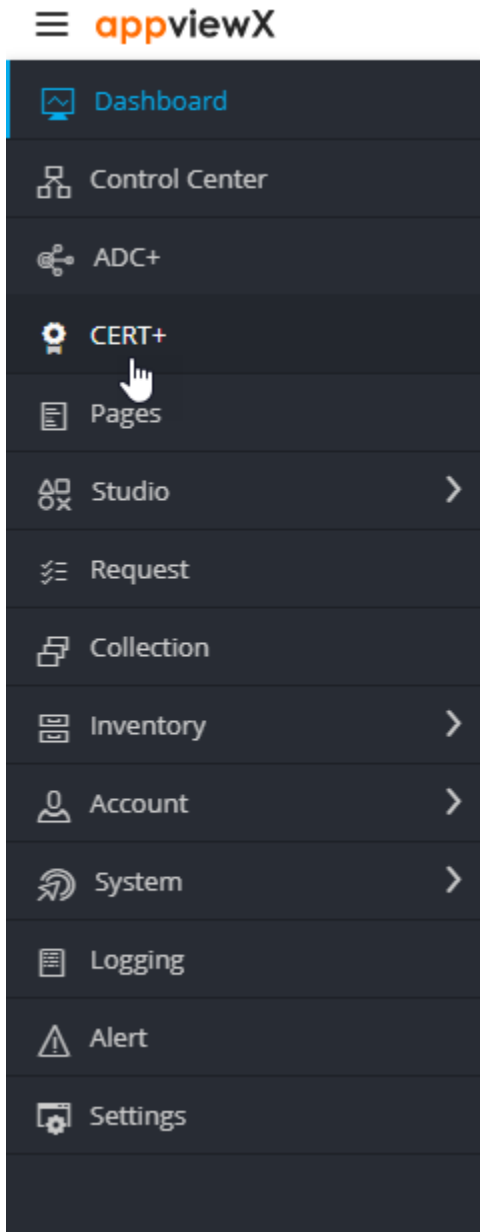 appviewX
Dashboard
Control Center
ADC+
CERT+
Pages
Studio
Request
Collection
Inventory
Account
System
Logging
Alert
Settings